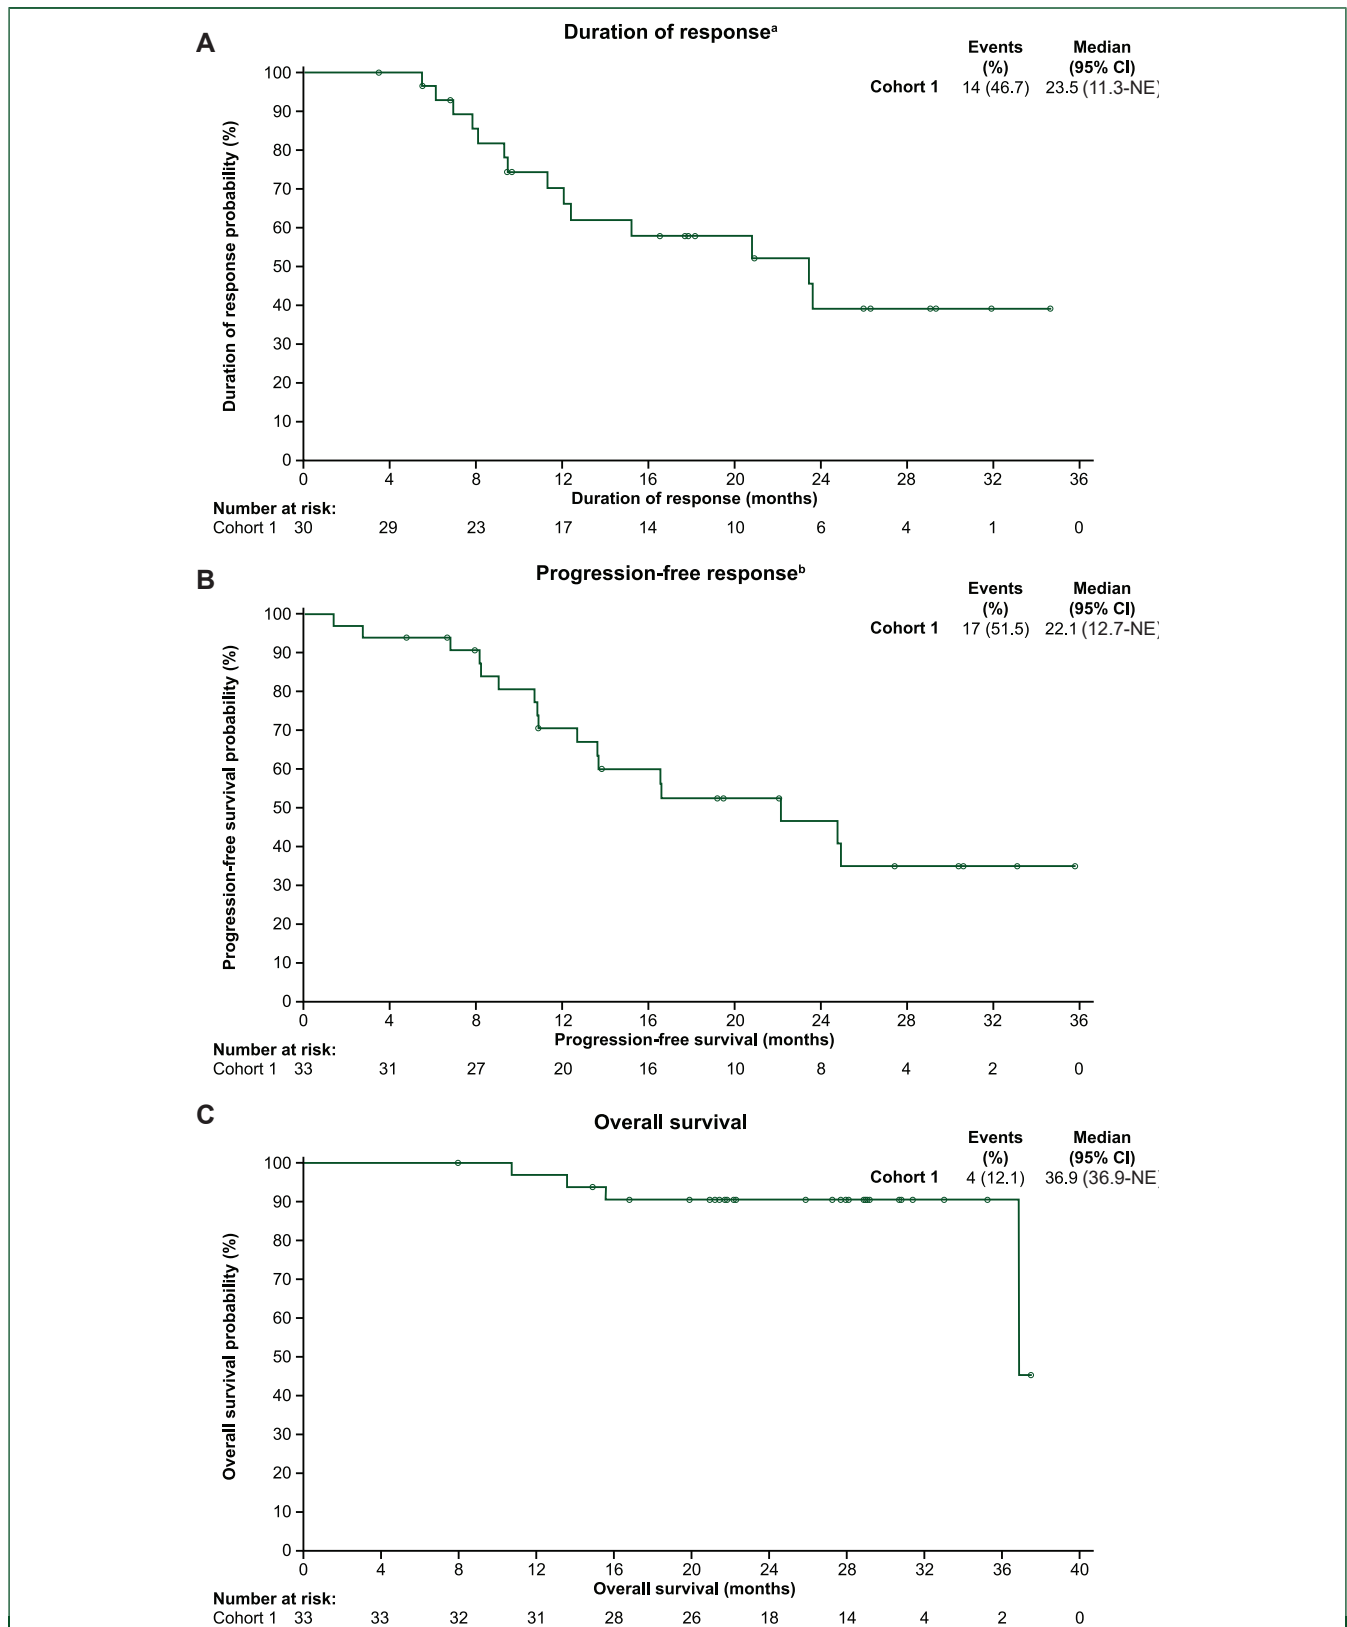 A
Duration of responseᵃ
Events Median
(%) (95% CI)
Cohort 1 14 (46.7) 23.5 (11.3-NE)
Duration of response probability (%)
100
90
80
70
60
50
40
30
20
10
0
0 4 8 12 16 20 24 28 32 36
Duration of response (months)
Number at risk:
Cohort 1 30 29 23 17 14 10 6 4 1 0
B
Progression-free responseᵇ
Events Median
(%) (95% CI)
Cohort 1 17 (51.5) 22.1 (12.7-NE)
Progression-free survival probability (%)
100
90
80
70
60
50
40
30
20
10
0
0 4 8 12 16 20 24 28 32 36
Progression-free survival (months)
Number at risk:
Cohort 1 33 31 27 20 16 10 8 4 2 0
C
Overall survival
Events Median
(%) (95% CI)
Cohort 1 4 (12.1) 36.9 (36.9-NE)
Overall survival probability (%)
100
90
80
70
60
50
40
30
20
10
0
0 4 8 12 16 20 24 28 32 36 40
Overall survival (months)
Number at risk:
Cohort 1 33 33 32 31 28 26 18 14 4 2 0